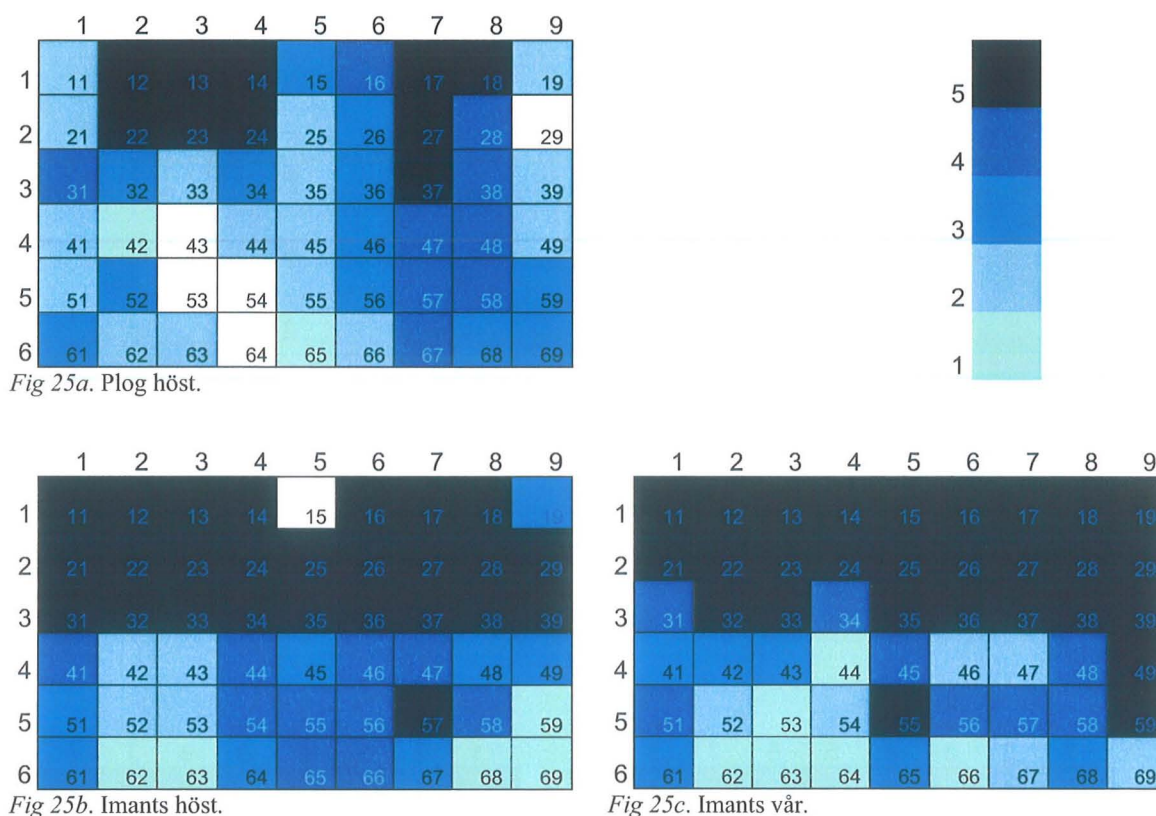 1 2 3 4 5 6 7 8 9
1 11 12 13 14 15 16 17 18 19
2 21 22 23 24 25 26 27 28 29
3 31 32 33 34 35 36 37 38 39
4 41 42 43 44 45 46 47 48 49
5 51 52 53 54 55 56 57 58 59
6 61 62 63 64 65 66 67 68 69
Fig 25a. Plog höst.
5
4
3
2
1
1 2 3 4 5 6 7 8 9
1 11 12 13 14 15 16 17 18 19
2 21 22 23 24 25 26 27 28 29
3 31 32 33 34 35 36 37 38 39
4 41 42 43 44 45 46 47 48 49
5 51 52 53 54 55 56 57 58 59
6 61 62 63 64 65 66 67 68 69
Fig 25b. Imants höst.
1 2 3 4 5 6 7 8 9
1 11 12 13 14 15 16 17 18 19
2 21 22 23 24 25 26 27 28 29
3 31 32 33 34 35 36 37 38 39
4 41 42 43 44 45 46 47 48 49
5 51 52 53 54 55 56 57 58 59
6 61 62 63 64 65 66 67 68 69
Fig 25c. Imants vår.